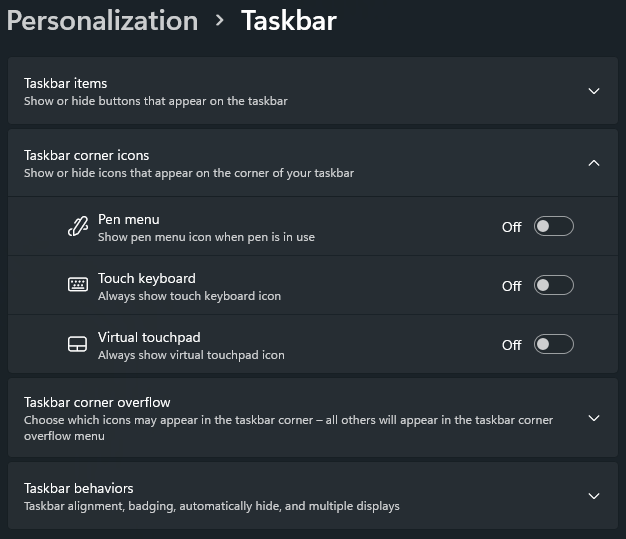 Personalization > Taskbar
Taskbar items
Show or hide buttons that appear on the taskbar
Taskbar corner icons
Show or hide icons that appear on the corner of your taskbar
Pen menu
Show pen menu icon when pen is in use
Off
Touch keyboard
Always show touch keyboard icon
Off
Virtual touchpad
Always show virtual touchpad icon
Off
Taskbar corner overflow
Choose which icons may appear in the taskbar corner – all others will appear in the taskbar corner
overflow menu
Taskbar behaviors
Taskbar alignment, badging, automatically hide, and multiple displays